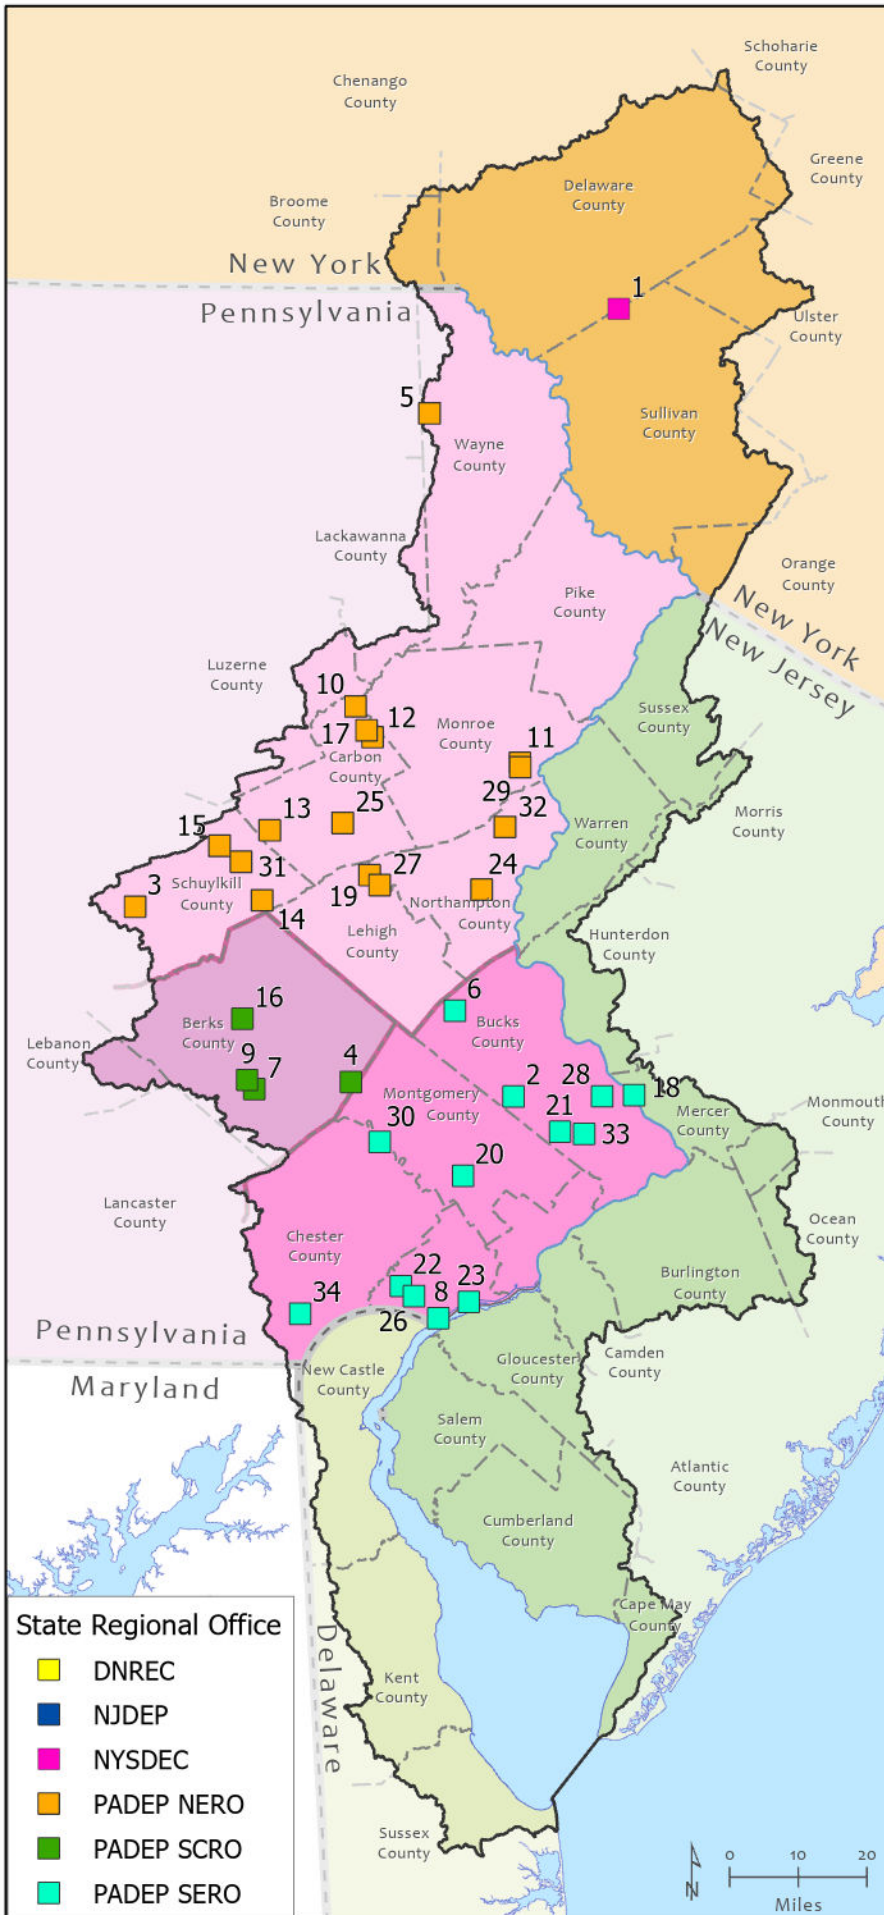 Schoharie
County
Chenango
County
Greene
County
Delaware
County
Broome
County
New York
Pennsylvania
1
Ulster
County
5
Sullivan
County
Wayne
County
Lackawanna
County
Orange
County
Pike
County
New York
New Jersey
Luzerne
County
10
Sussex
County
12
17
Monroe
County
11
Carbon
County
29
Morris
County
13
25
32
Warren
County
15
31
27
24
3
Schuylkill
County
19
14
Northampton
County
Lehigh
County
Hunterdon
County
16
6
Berks
County
Bucks
County
Lebanon
County
9
7
4
2
28
18
Montgomery
County
21
Mercer
County
Monmouth
County
30
33
20
Lancaster
County
Ocean
County
Chester
County
22
23
Burlington
County
34
8
26
Pennsylvania
Maryland
New Castle
County
Gloucester
County
Camden
County
Salem
County
Atlantic
County
Cumberland
County
Cape May
County
State Regional Office
DNREC
NJDEP
NYSDEC
PADEP NERO
PADEP SCRO
PADEP SERO
Delaware
Kent
County
Sussex
County
N
0 10 20
Miles